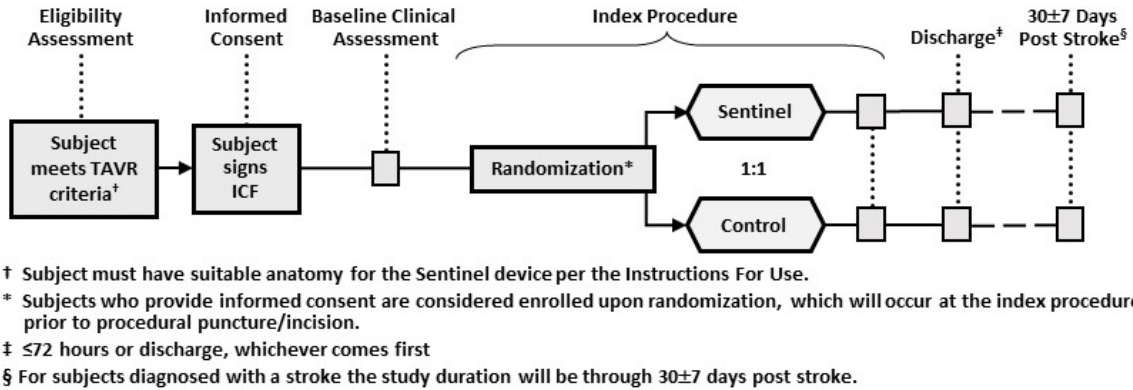 Eligibility
Assessment
Informed
Consent
Baseline Clinical
Assessment
Index Procedure
Discharge‡
30±7 Days
Post Stroke§
Subject
meets TAVR
criteria†
Subject
signs
ICF
Randomization*
Sentinel
1:1
Control
† Subject must have suitable anatomy for the Sentinel device per the Instructions For Use.
* Subjects who provide informed consent are considered enrolled upon randomization, which will occur at the index procedure
prior to procedural puncture/incision.
‡ ≤72 hours or discharge, whichever comes first
§ For subjects diagnosed with a stroke the study duration will be through 30±7 days post stroke.